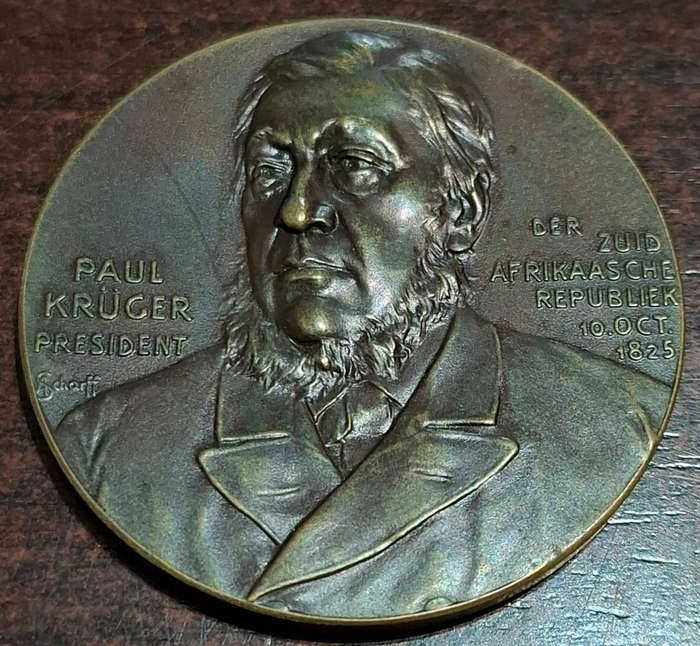 PAUL
KRÜGER
PRESIDENT
DER
ZUID
AFRIKAASCHE
REPUBLIEK
10.OCT.
1825
Scharff